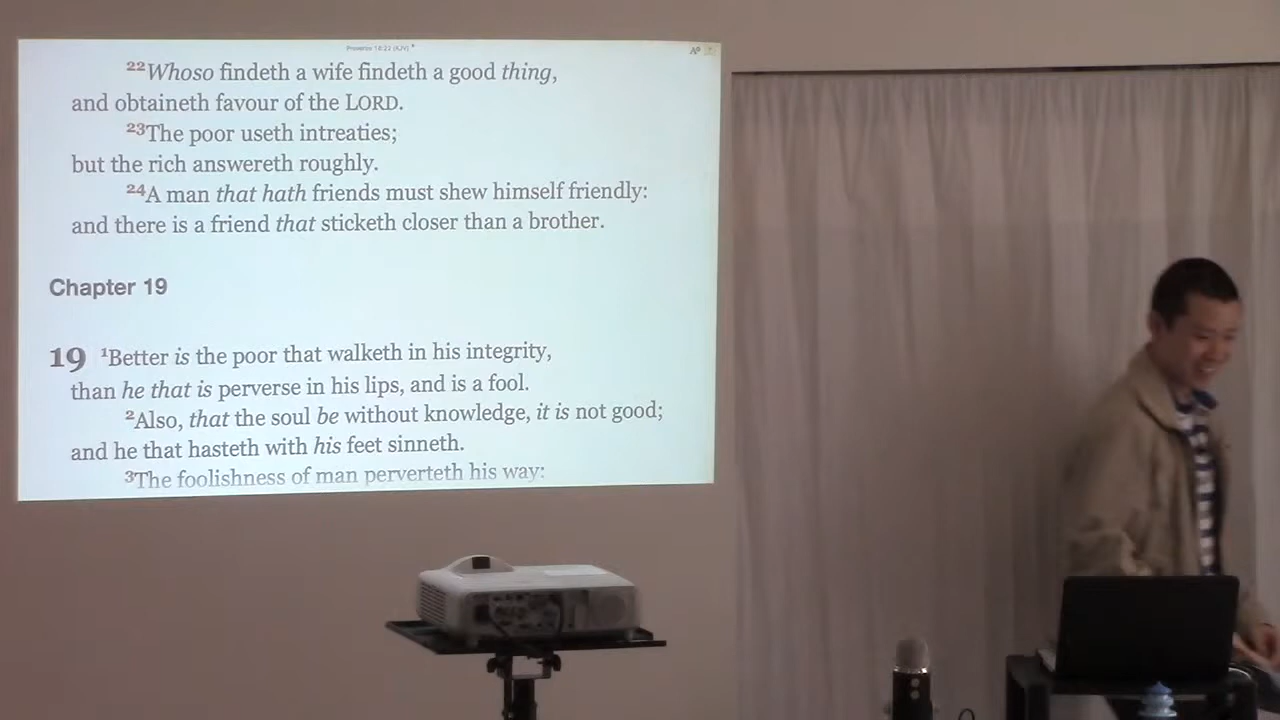 Proverbs 18:22 (KJV)
22Whoso findeth a wife findeth a good thing,
and obtaineth favour of the LORD.
23The poor useth intreaties;
but the rich answereth roughly.
24A man that hath friends must shew himself friendly:
and there is a friend that sticketh closer than a brother.
Chapter 19
19 1Better is the poor that walketh in his integrity,
than he that is perverse in his lips, and is a fool.
2Also, that the soul be without knowledge, it is not good;
and he that hasteth with his feet sinneth.
3The foolishness of man perverteth his way: